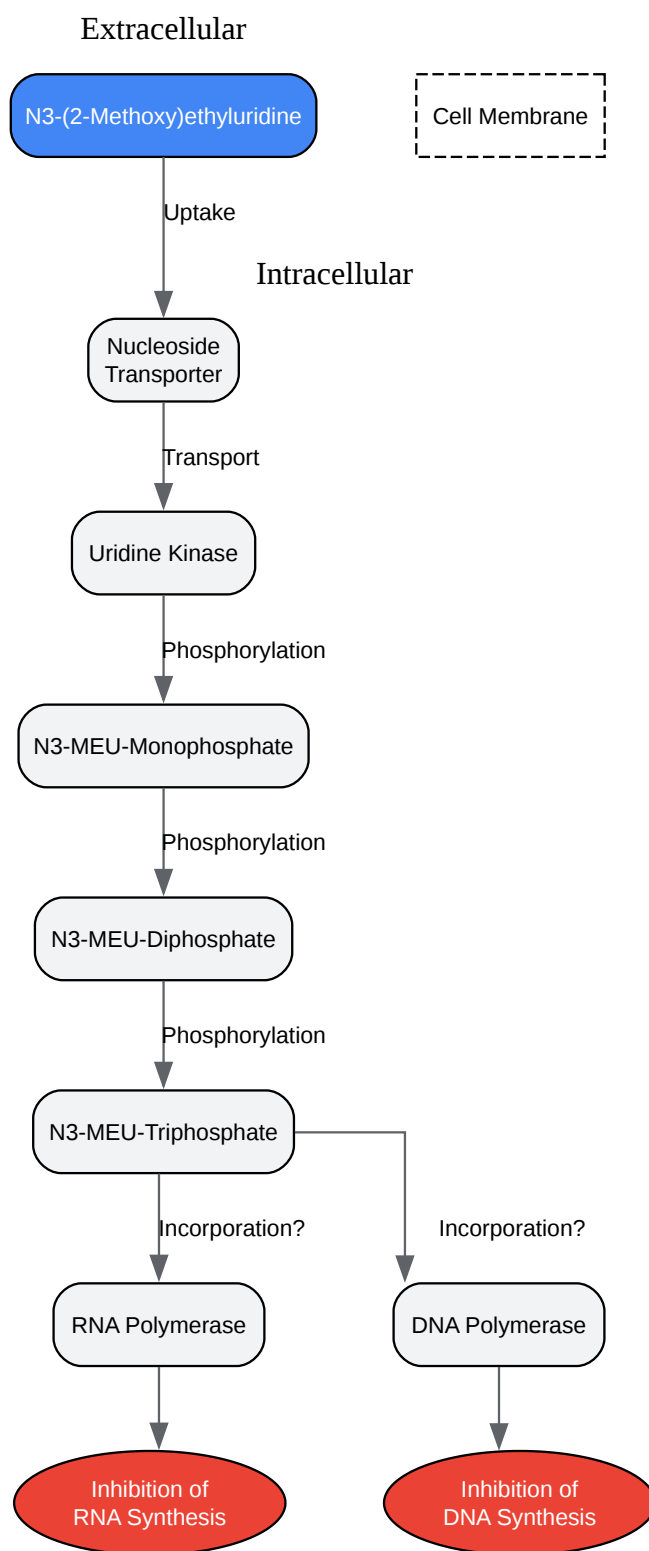 Extracellular
N3-(2-Methoxy)ethyluridine
Cell Membrane
Uptake
Intracellular
Nucleoside
Transporter
Transport
Uridine Kinase
Phosphorylation
N3-MEU-Monophosphate
Phosphorylation
N3-MEU-Diphosphate
Phosphorylation
N3-MEU-Triphosphate
Incorporation?
Incorporation?
RNA Polymerase
DNA Polymerase
Inhibition of
RNA Synthesis
Inhibition of
DNA Synthesis